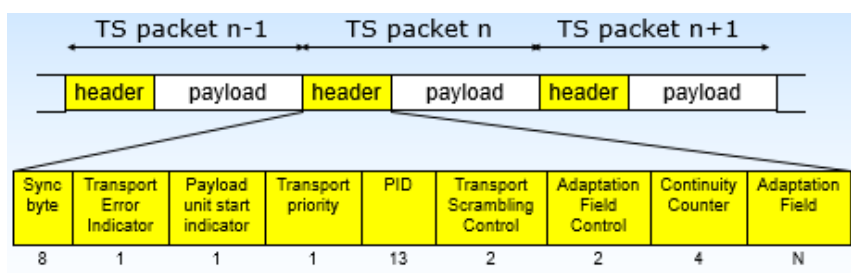 TS packet n-1 TS packet n TS packet n+1
header payload header payload header payload
Sync byte
Transport Error Indicator
Payload unit start indicator
Transport priority
PID
Transport Scrambling Control
Adaptation Field Control
Continuity Counter
Adaptation Field
8 1 1 1 13 2 2 4 N